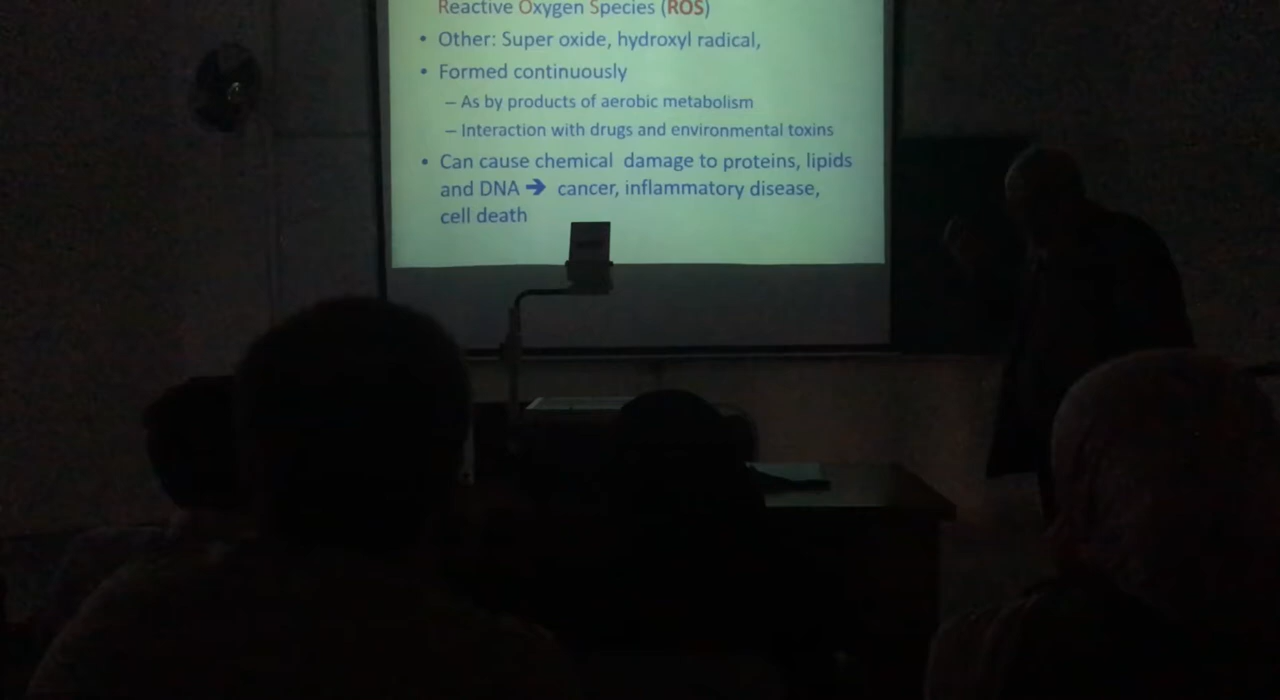 Reactive Oxygen Species (ROS)
• Other: Super oxide, hydroxyl radical,
• Formed continuously
– As by products of aerobic metabolism
– Interaction with drugs and environmental toxins
• Can cause chemical damage to proteins, lipids
and DNA ➔ cancer, inflammatory disease,
cell death